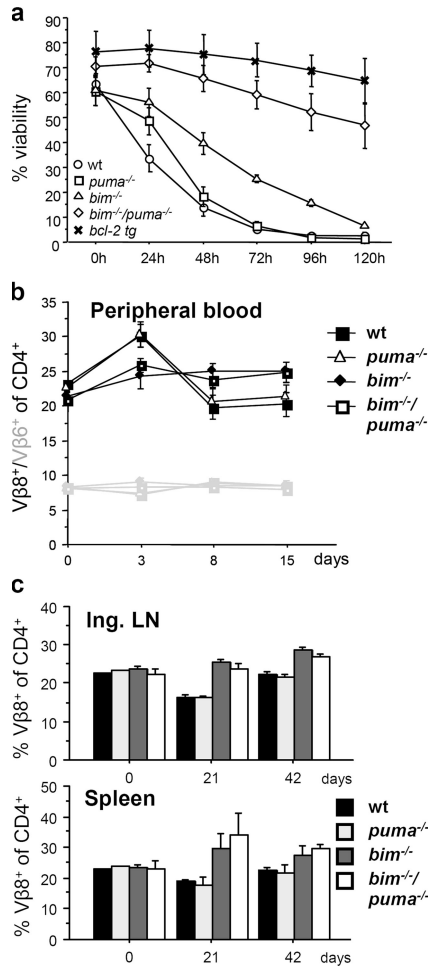 a
% viability
90
80
70
60
50
40
30
20
10
0
wt
puma-/-
bim-/-
bim-/-/puma-/-
bcl-2 tg
0h 24h 48h 72h 96h 120h
b
Peripheral blood
Vβ8+/Vβ6+ of CD4+
35
30
25
20
15
10
5
0
wt
puma-/-
bim-/-
bim-/-/
puma-/-
0 3 8 15 days
c
Ing. LN
% Vβ8+ of CD4+
40
30
20
10
0
0 21 42 days
Spleen
% Vβ8+ of CD4+
50
40
30
20
10
0
wt
puma-/-
bim-/-
bim-/-/
puma-/-
0 21 42 days